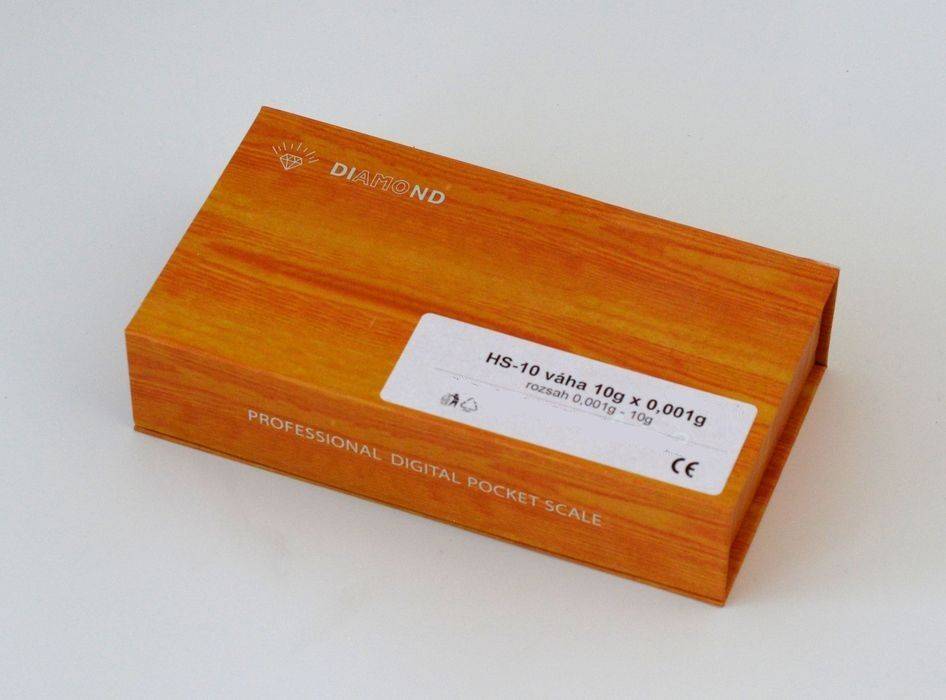 DIAMOND
HS-10 váha 10g x 0,001g
rozsah 0,001g - 10g
CE
PROFESSIONAL DIGITAL POCKET SCALE